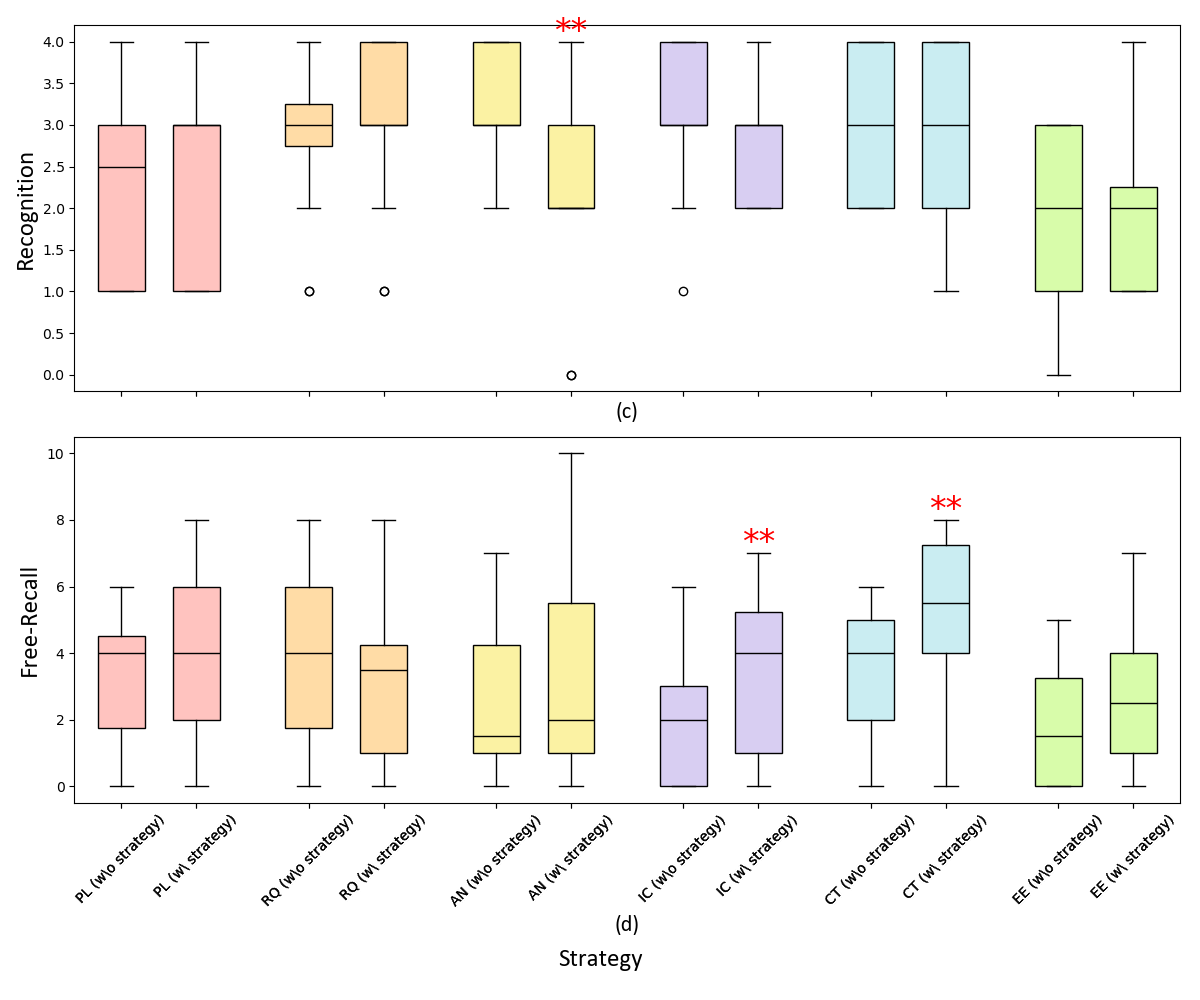 **
4.0
3.5
3.0
2.5
2.0
1.5
1.0
0.5
0.0
Recognition
(c)
10
8
6
4
2
0
Free-Recall
**
**
PL (w\o strategy)
PL (w\ strategy)
RQ (w\o strategy)
RQ (w\ strategy)
AN (w\o strategy)
AN (w\ strategy)
IC (w\o strategy)
IC (w\ strategy)
CT (w\o strategy)
CT (w\ strategy)
EE (w\o strategy)
EE (w\ strategy)
(d)
Strategy